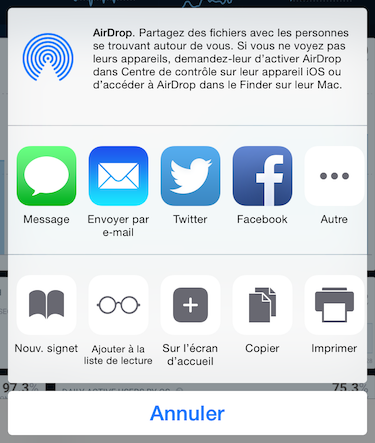 AirDrop. Partagez des fichiers avec les personnes
se trouvant autour de vous. Si vous ne voyez pas
leurs appareils, demandez-leur d'activer AirDrop
dans Centre de contrôle sur leur appareil iOS ou
d'accéder à AirDrop dans le Finder sur leur Mac.
Message
Envoyer par
e-mail
Twitter
Facebook
Autre
Nouv. signet
Ajouter à la
liste de lecture
Sur l'écran
d'accueil
Copier
Imprimer
97.3%
75.3%
Annuler